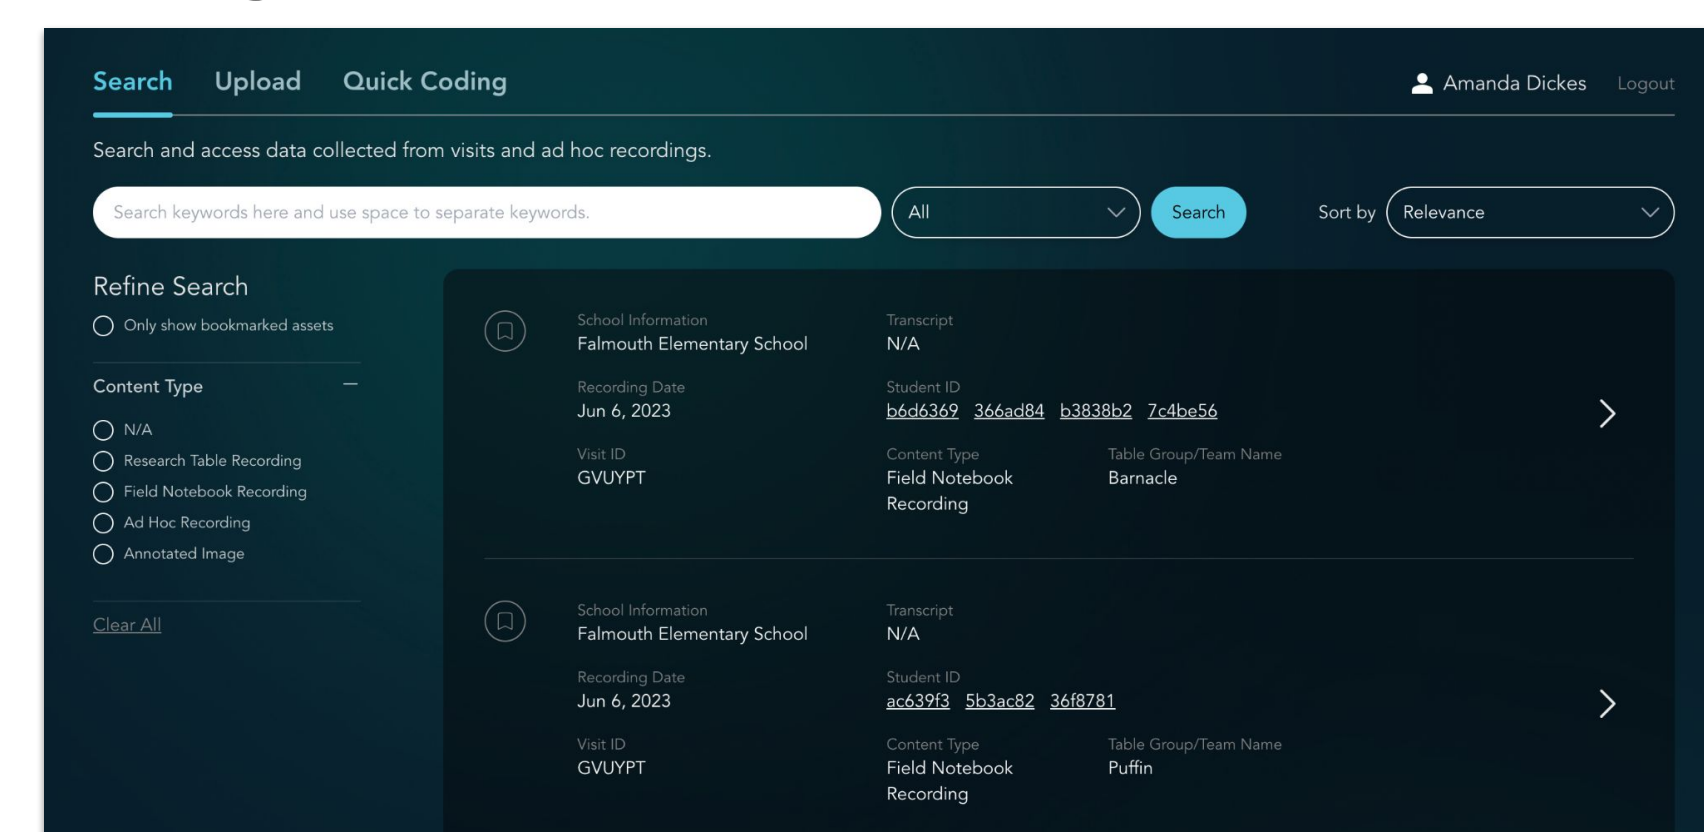 Search Upload Quick Coding Amanda Dickes Logout
Search and access data collected from visits and ad hoc recordings.
Search keywords here and use space to separate keywords. All Search Sort by Relevance
Refine Search
Only show bookmarked assets
Content Type
N/A
Research Table Recording
Field Notebook Recording
Ad Hoc Recording
Annotated Image
Clear All
School Information Transcript
Falmouth Elementary School N/A
Recording Date Student ID
Jun 6, 2023 b6d6369 366ad84 b3838b2 7c4be56
Visit ID Content Type Table Group/Team Name
GVUYPT Field Notebook Barnacle
Recording
School Information Transcript
Falmouth Elementary School N/A
Recording Date Student ID
Jun 6, 2023 ac639f3 5b3ac82 36f8781
Visit ID Content Type Table Group/Team Name
GVUYPT Field Notebook Puffin
Recording